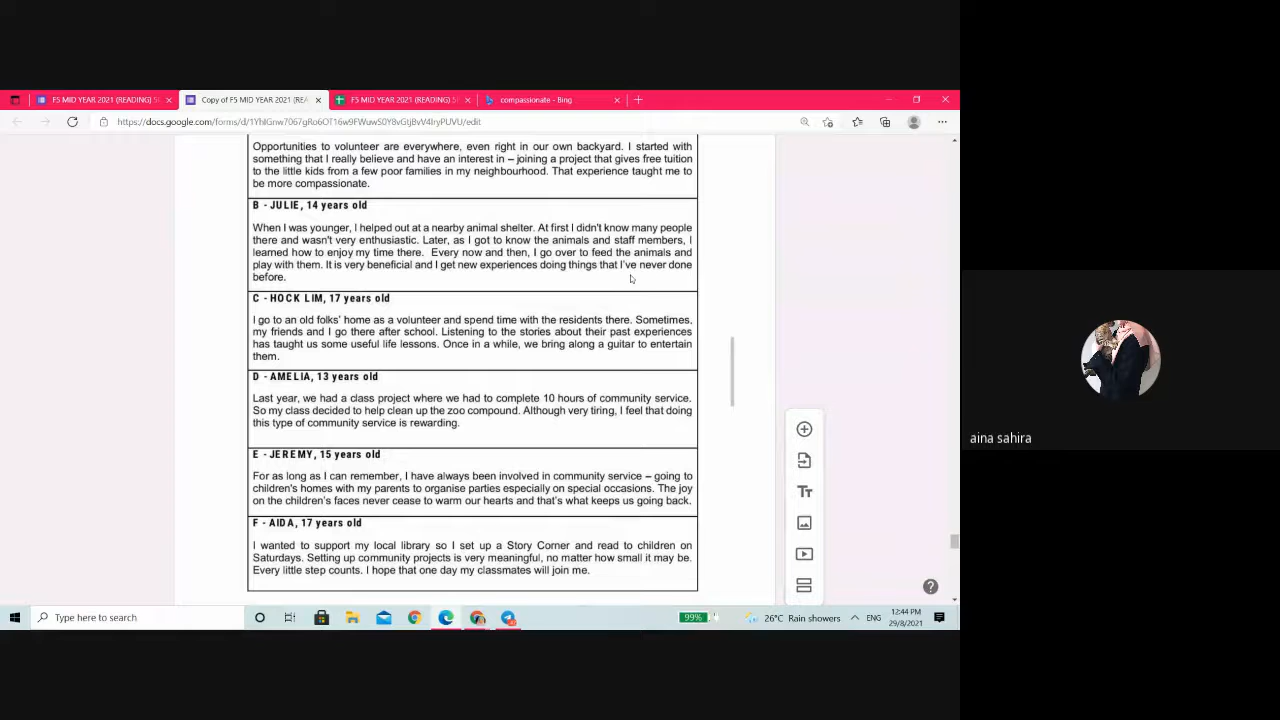 F5 MID YEAR 2021 (READING) S
Copy of F5 MID YEAR 2021 (REA
F5 MID YEAR 2021 (READING) S
compassionate - Bing
Opportunities to volunteer are everywhere, even right in our own backyard. I started with
something that I really believe and have an interest in – joining a project that gives free tuition
to the little kids from a few poor families in my neighbourhood. That experience taught me to
be more compassionate.
B - JULIE, 14 years old
When I was younger, I helped out at a nearby animal shelter. At first I didn't know many people
there and wasn't very enthusiastic. Later, as I got to know the animals and staff members, I
learned how to enjoy my time there. Every now and then, I go over to feed the animals and
play with them. It is very beneficial and I get new experiences doing things that I've never done
before.
C - HOCK LIM, 17 years old
I go to an old folks' home as a volunteer and spend time with the residents there. Sometimes,
my friends and I go there after school. Listening to the stories about their past experiences
has taught us some useful life lessons. Once in a while, we bring along a guitar to entertain
them.
D - AMELIA, 13 years old
Last year, we had a class project where we had to complete 10 hours of community service.
So my class decided to help clean up the zoo compound. Although very tiring, I feel that doing
this type of community service is rewarding.
E - JEREMY, 15 years old
For as long as I can remember, I have always been involved in community service – going to
children's homes with my parents to organise parties especially on special occasions. The joy
on the children's faces never cease to warm our hearts and that's what keeps us going back.
F - AIDA, 17 years old
I wanted to support my local library so I set up a Story Corner and read to children on
Saturdays. Setting up community projects is very meaningful, no matter how small it may be.
Every little step counts. I hope that one day my classmates will join me.
Tт
aina sahira
Type here to search
99%
26°C Rain showers
ENG
12:44 PM
29/8/2021